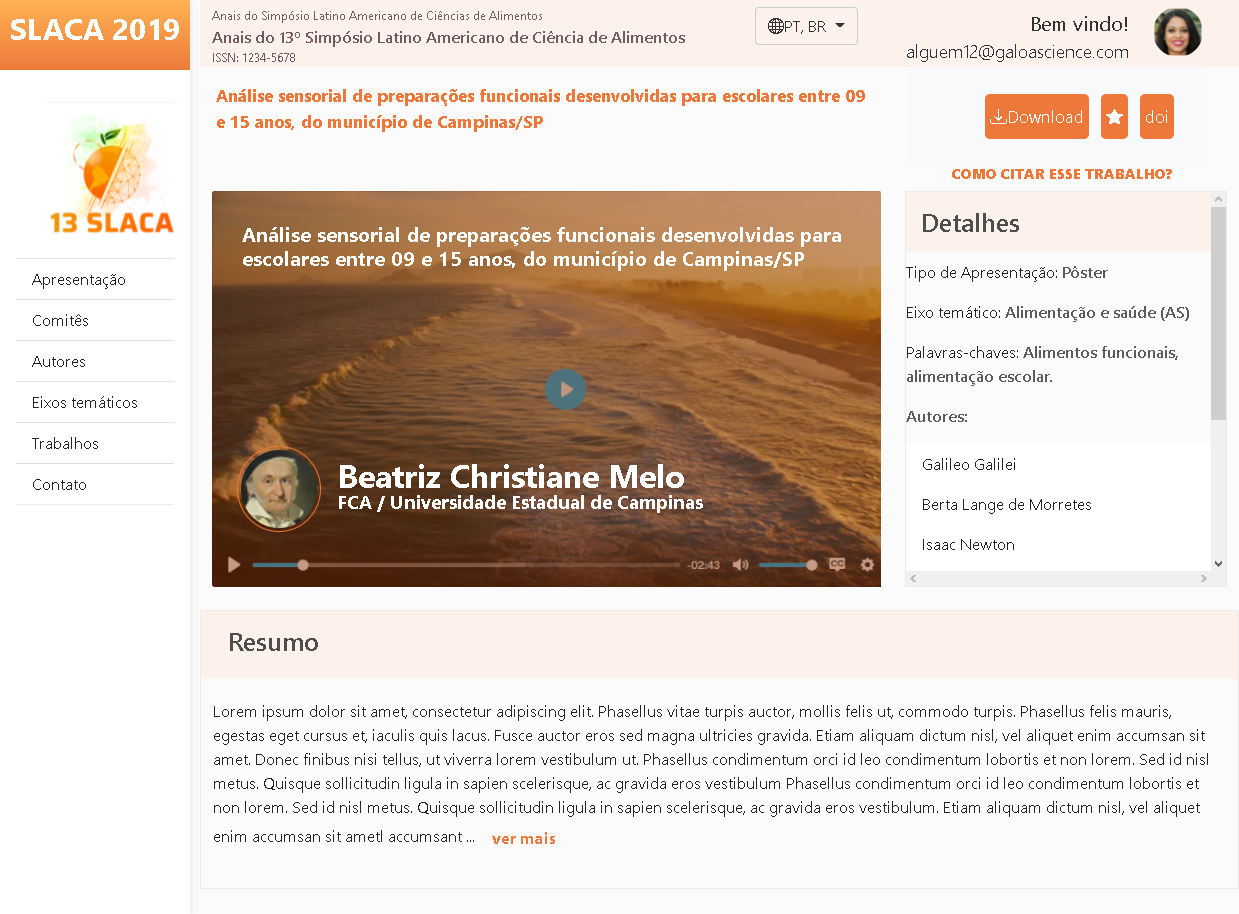 SLACA 2019
Anais do Simpósio Latino Americano de Ciências de Alimentos
Anais do 13º Simpósio Latino Americano de Ciência de Alimentos
ISSN: 1234-5678
PT, BR
Bem vindo!
alguem12@galoascience.com
13 SLACA
Apresentação
Comitês
Autores
Eixos temáticos
Trabalhos
Contato
Análise sensorial de preparações funcionais desenvolvidas para escolares entre 09
e 15 anos, do município de Campinas/SP
Download
doi
COMO CITAR ESSE TRABALHO?
Análise sensorial de preparações funcionais desenvolvidas para
escolares entre 09 e 15 anos, do município de Campinas/SP
Beatriz Christiane Melo
FCA / Universidade Estadual de Campinas
-02:43
CC
Detalhes
Tipo de Apresentação: Pôster
Eixo temático: Alimentação e saúde (AS)
Palavras-chaves: Alimentos funcionais,
alimentação escolar.
Autores:
Galileo Galilei
Berta Lange de Morretes
Isaac Newton
Resumo
Lorem ipsum dolor sit amet, consectetur adipiscing elit. Phasellus vitae turpis auctor, mollis felis ut, commodo turpis. Phasellus felis mauris,
egestas eget cursus et, iaculis quis lacus. Fusce auctor eros sed magna ultricies gravida. Etiam aliquam dictum nisl, vel aliquet enim accumsan sit
amet. Donec finibus nisi tellus, ut viverra lorem vestibulum ut. Phasellus condimentum orci id leo condimentum lobortis et non lorem. Sed id nisl
metus. Quisque sollicitudin ligula in sapien scelerisque, ac gravida eros vestibulum Phasellus condimentum orci id leo condimentum lobortis et
non lorem. Sed id nisl metus. Quisque sollicitudin ligula in sapien scelerisque, ac gravida eros vestibulum. Etiam aliquam dictum nisl, vel aliquet
enim accumsan sit ametl accumsant ... ver mais